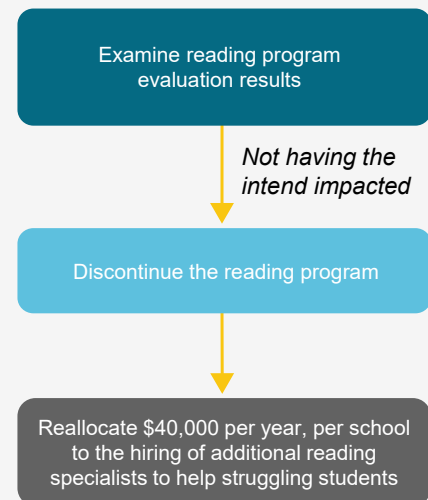 Examine reading program
evaluation results
Not having the
intend impacted
Discontinue the reading program
Reallocate $40,000 per year, per school
to the hiring of additional reading
specialists to help struggling students